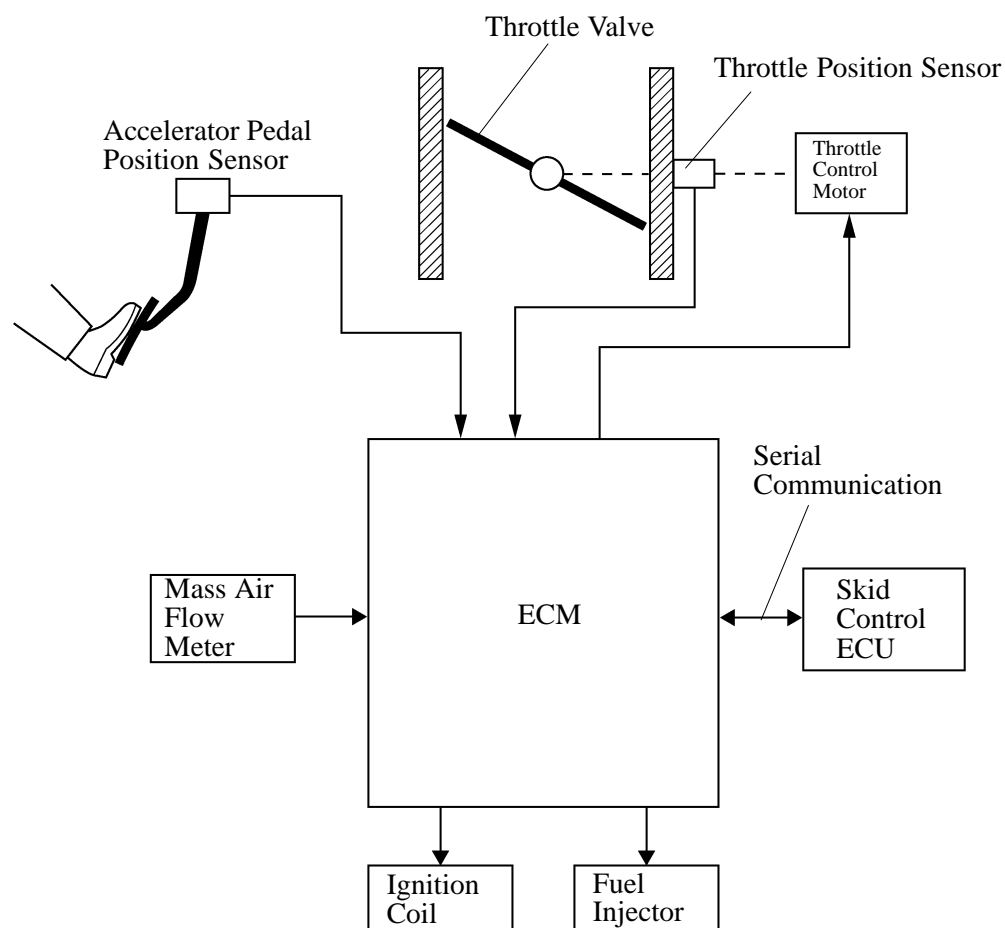 Throttle Valve
Throttle Position Sensor
Accelerator Pedal
Position Sensor
Throttle
Control
Motor
Serial
Communication
Mass Air
Flow
Meter
ECM
Skid
Control
ECU
Ignition
Coil
Fuel
Injector